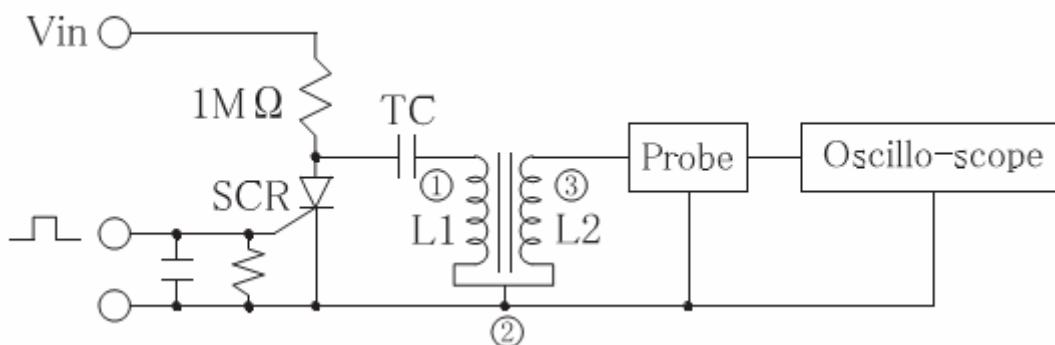 Vin
1MΩ
TC
SCR
①
L1
③
L2
②
Probe
Oscillo-scope